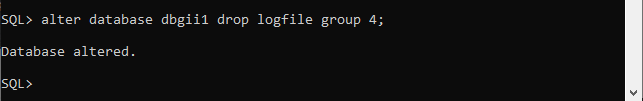 SQL> alter database dbgii1 drop logfile group 4;
Database altered.
SQL>